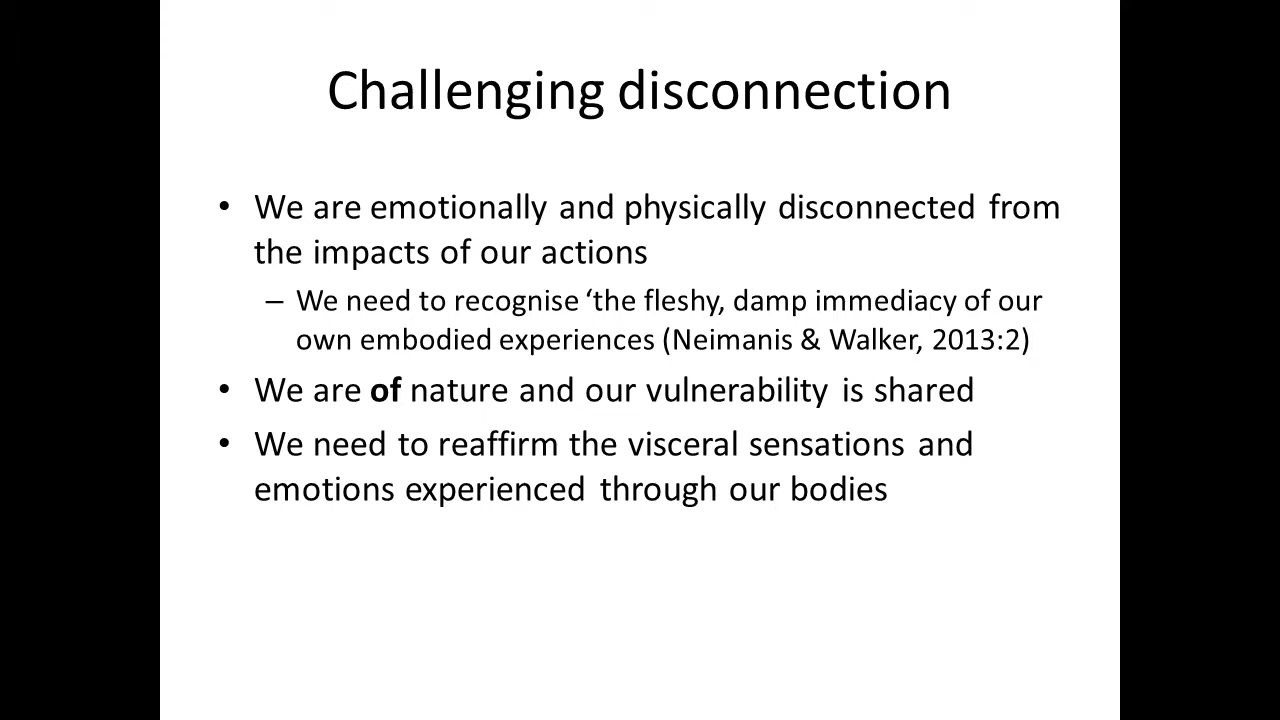 Challenging disconnection
• We are emotionally and physically disconnected from
the impacts of our actions
– We need to recognise ‘the fleshy, damp immediacy of our
own embodied experiences (Neimanis & Walker, 2013:2)
• We are of nature and our vulnerability is shared
• We need to reaffirm the visceral sensations and
emotions experienced through our bodies